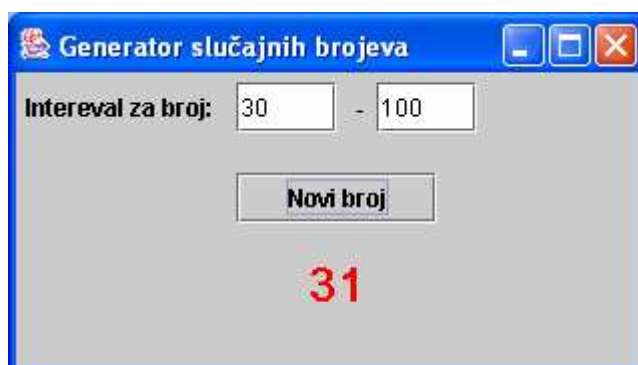 Generator slučajnih brojeva
Intereval za broj: 30 - 100
Novi broj
31